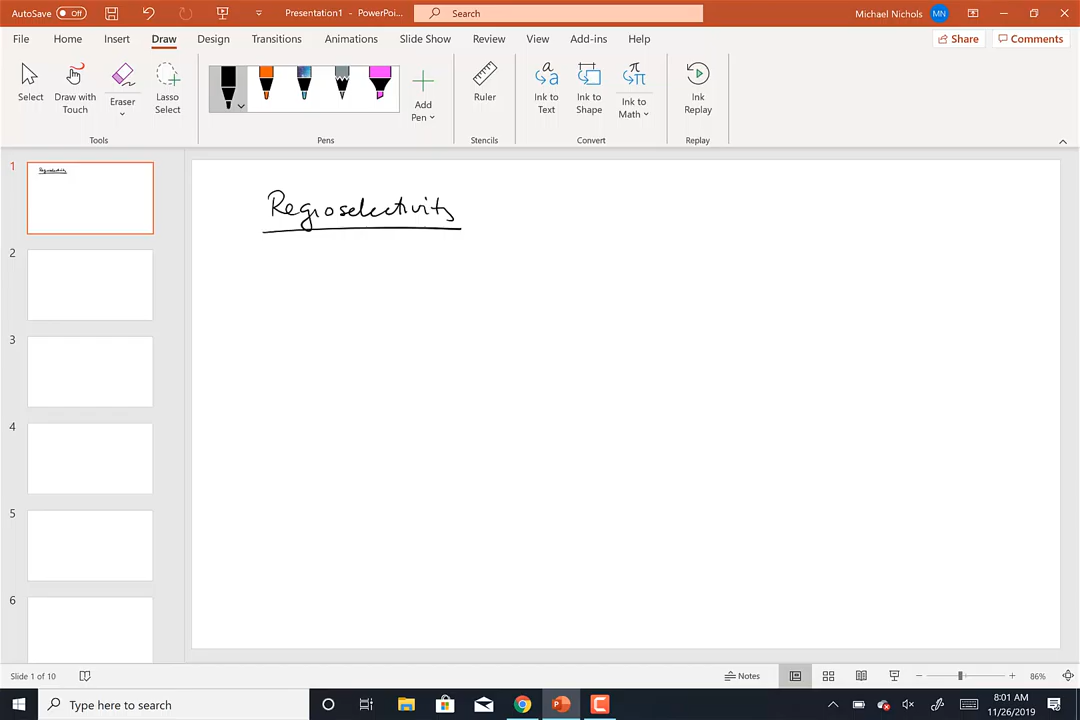 AutoSave Off Presentation1 - PowerPoi... Search Michael Nichols MN
File Home Insert Draw Design Transitions Animations Slide Show Review View Add-ins Help Share Comments
Select Draw with Touch Eraser Lasso Select Add Pen Ruler Ink to Text Ink to Shape Ink to Math Ink Replay
Tools Pens Stencils Convert Replay
1 Regioselectivity
Regioselectivity
2
3
4
5
6
Slide 1 of 10 Notes 86%
Type here to search 8:01 AM
11/26/2019